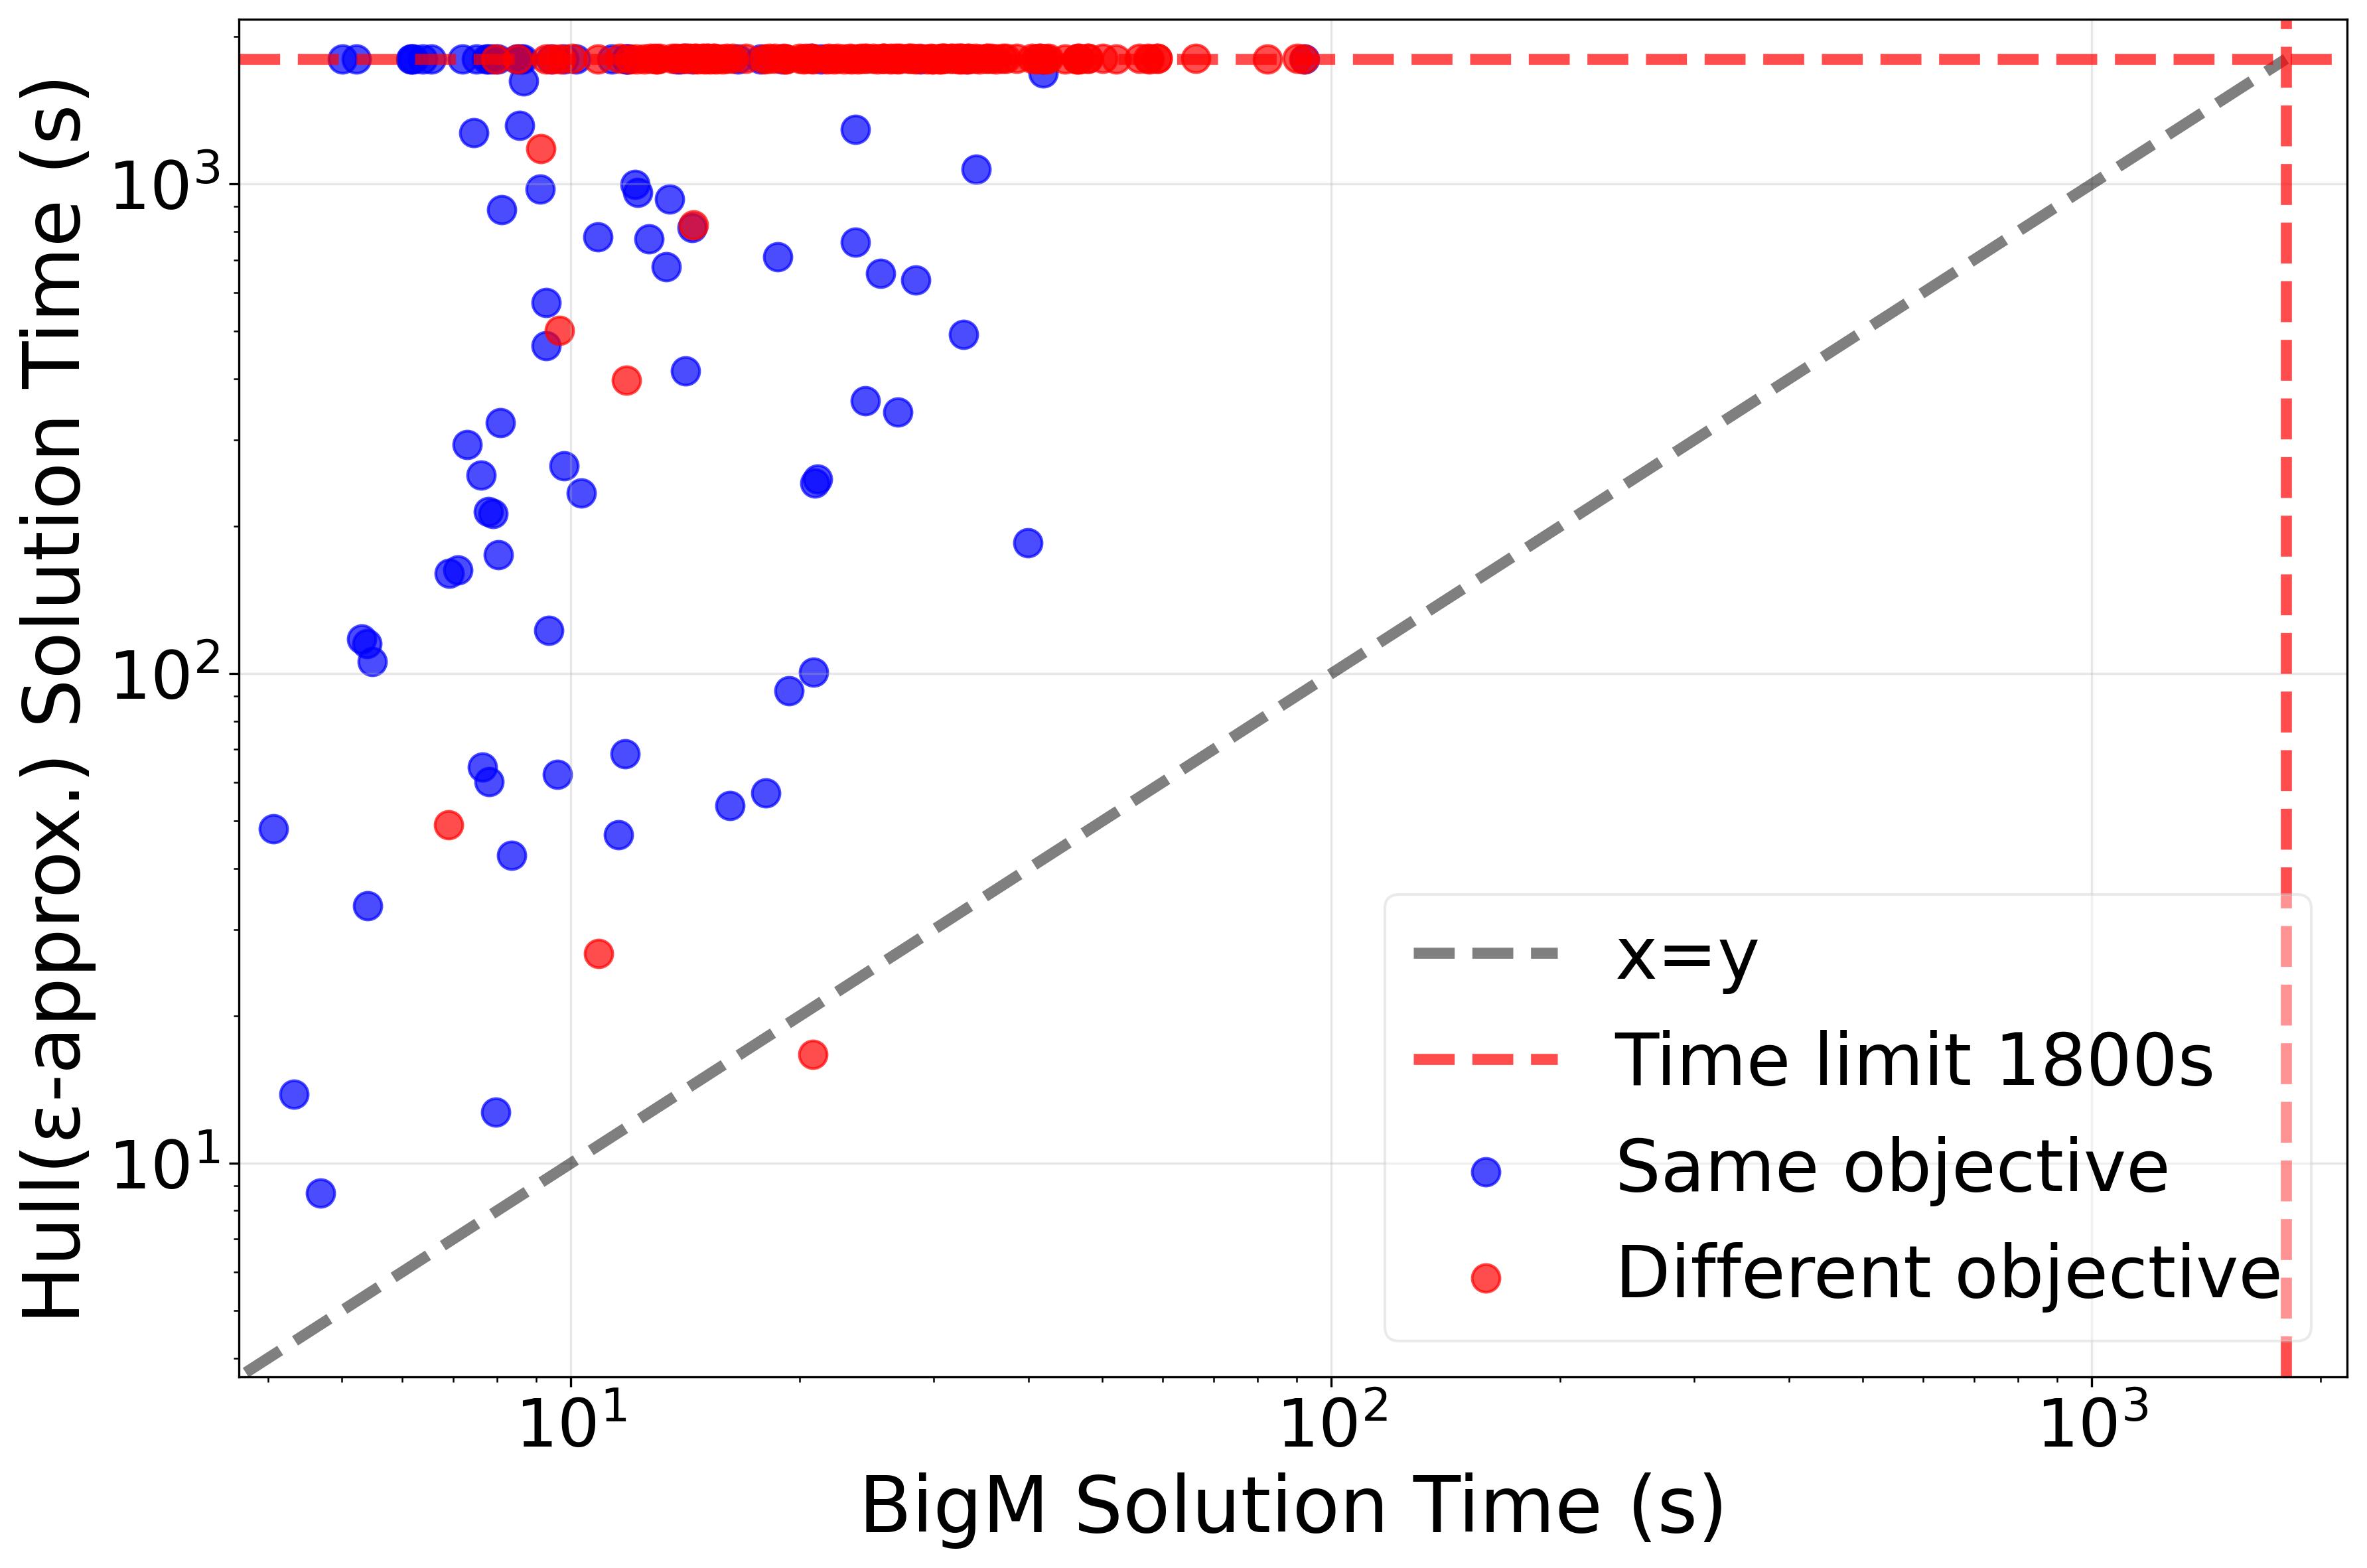 Hull(ε-approx.) Solution Time (s)
10³
10²
10¹
x=y
Time limit 1800s
Same objective
Different objective
10¹
10²
10³
BigM Solution Time (s)